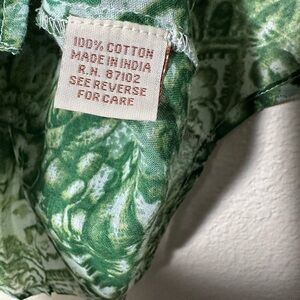 100% COTTON
MADE IN INDIA
R.N. 87102
SEE REVERSE
FOR CARE